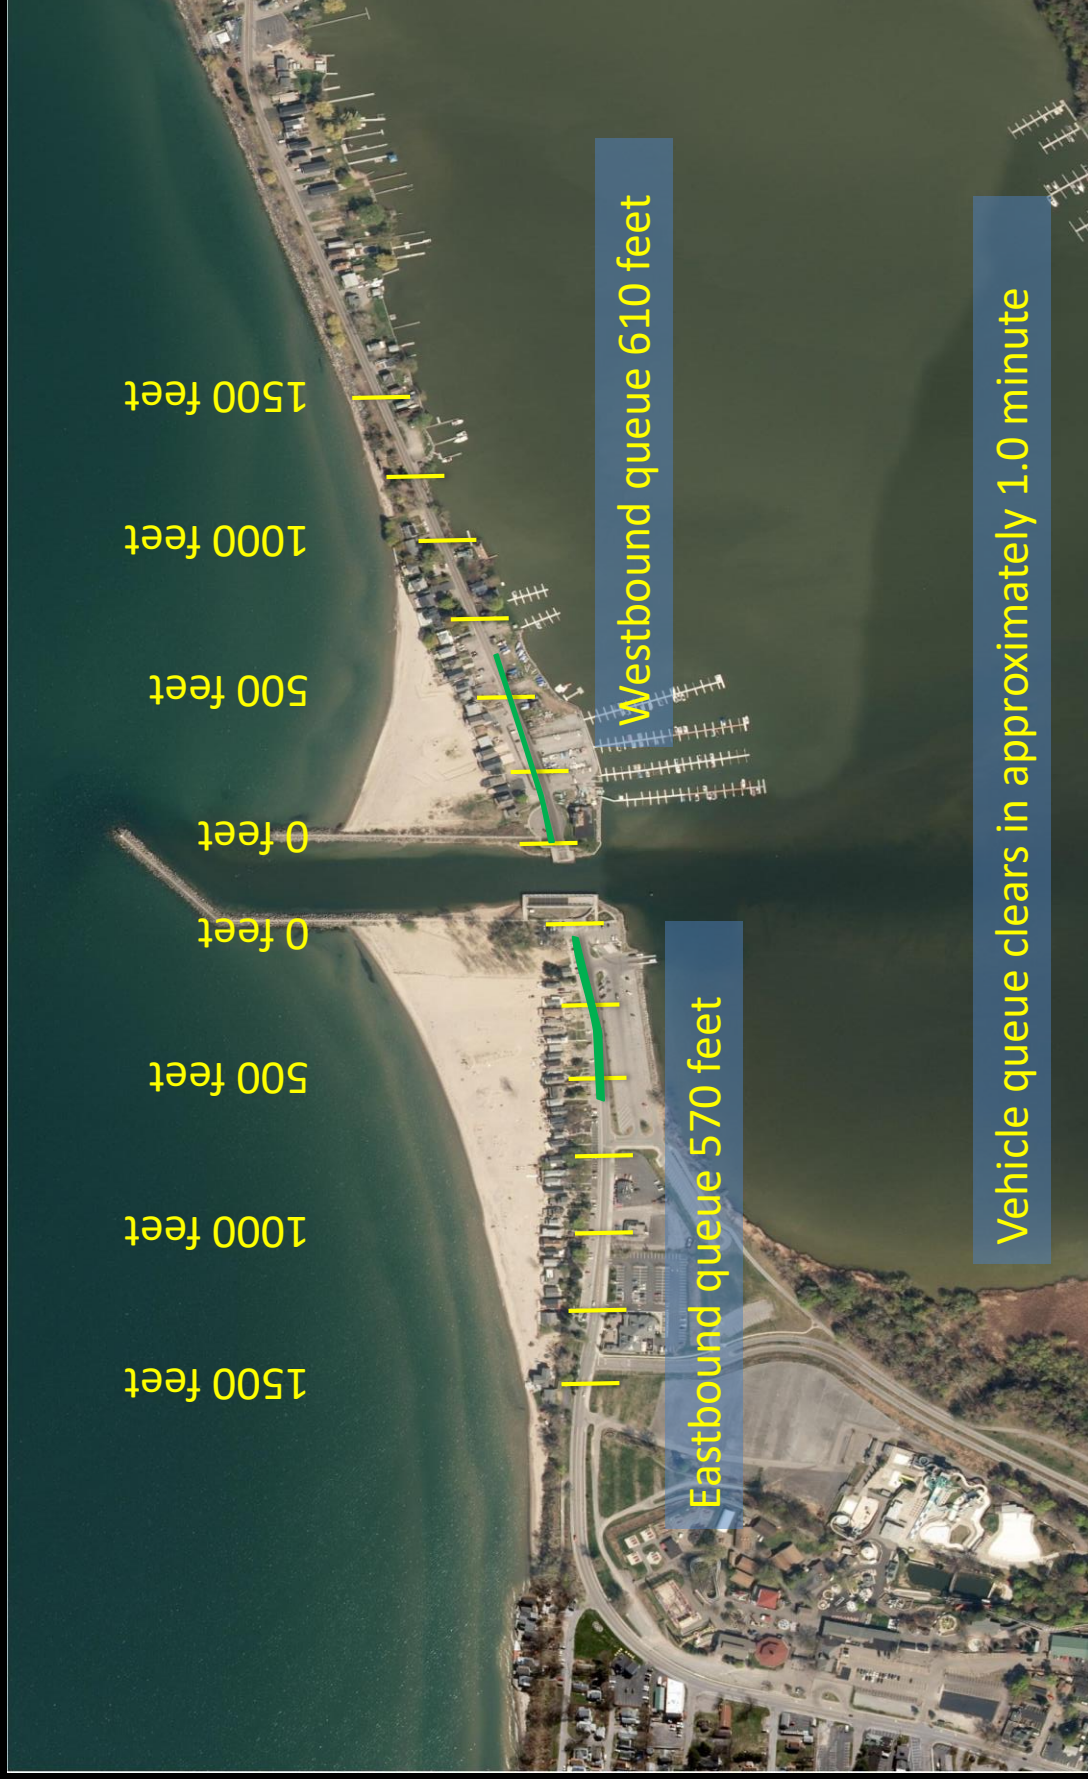 1500 feet
1000 feet
500 feet
0 feet
0 feet
500 feet
1000 feet
1500 feet
Westbound queue 610 feet
Eastbound queue 570 feet
Vehicle queue clears in approximately 1.0 minute